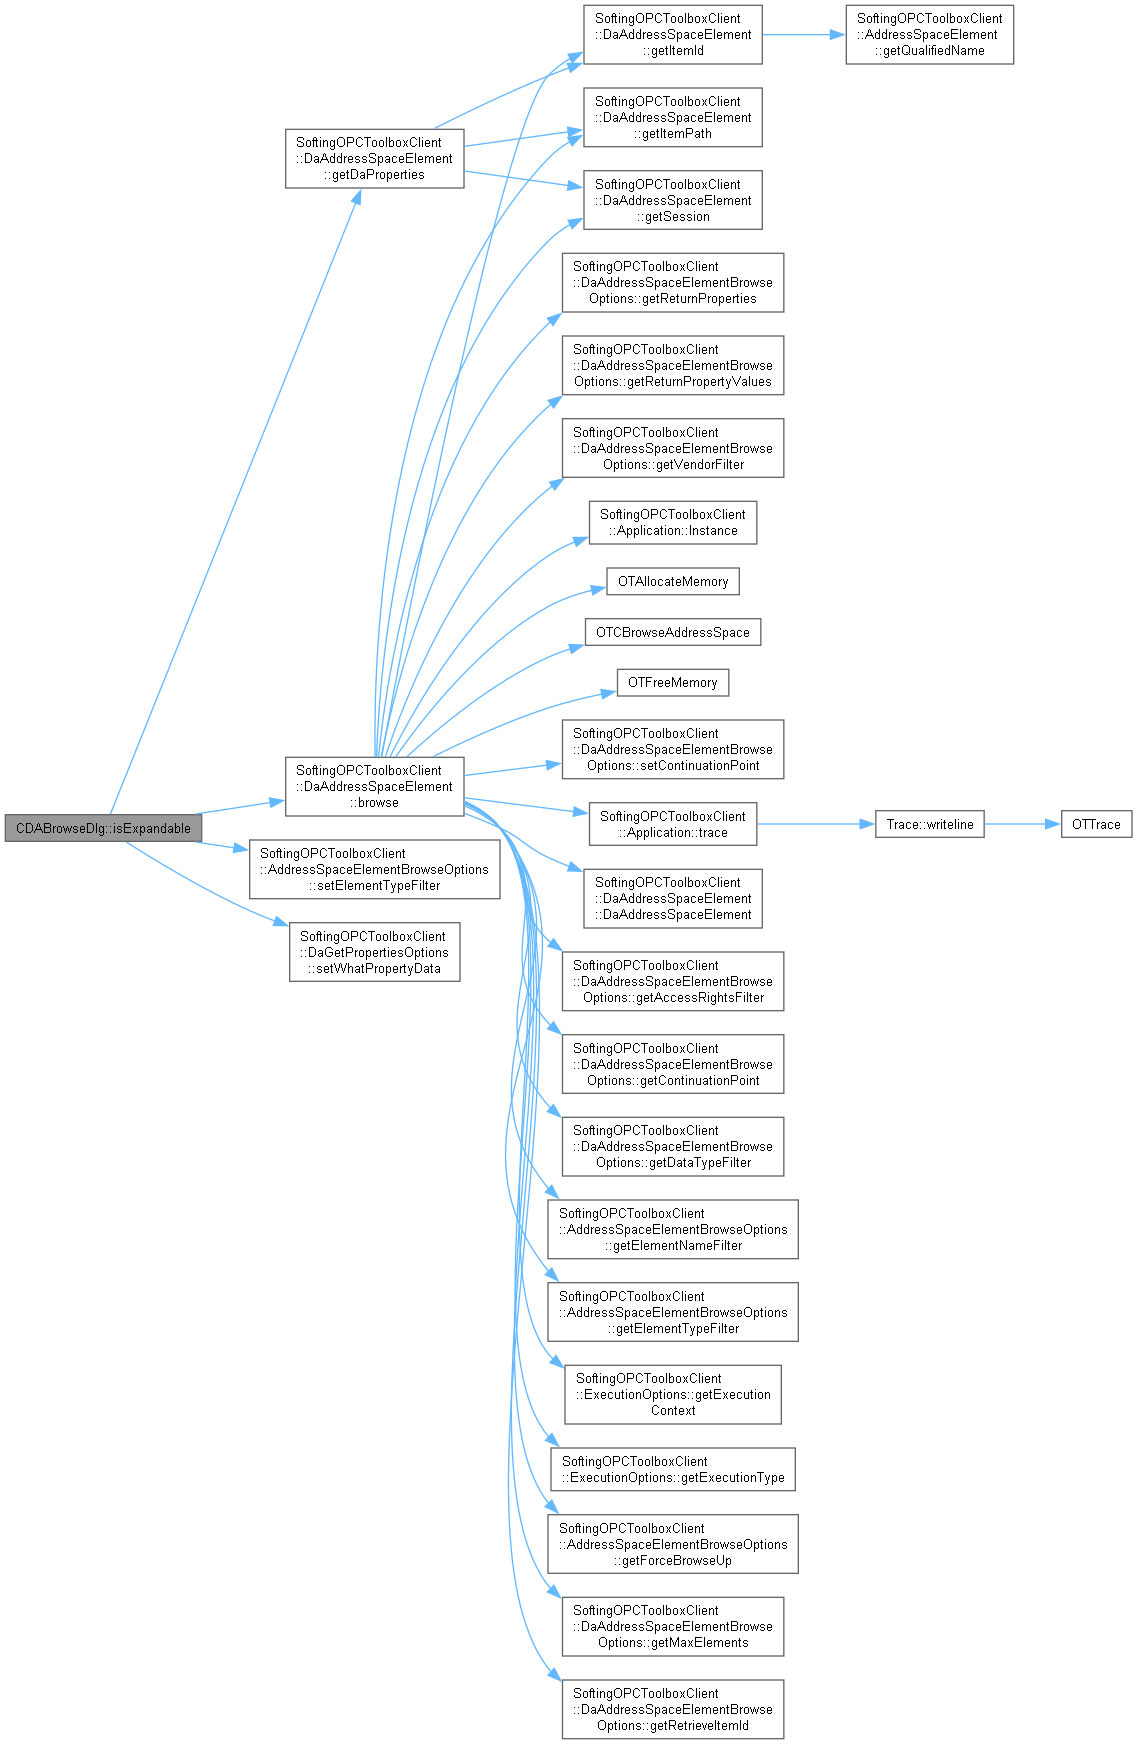 SoftingOPCToolboxClient
::DaAddressSpaceElement
::getItemId
SoftingOPCToolboxClient
::AddressSpaceElement
::getQualifiedName
SoftingOPCToolboxClient
::DaAddressSpaceElement
::getItemPath
SoftingOPCToolboxClient
::DaAddressSpaceElement
::getDaProperties
SoftingOPCToolboxClient
::DaAddressSpaceElement
::getSession
SoftingOPCToolboxClient
::DaAddressSpaceElementBrowse
Options::getReturnProperties
SoftingOPCToolboxClient
::DaAddressSpaceElementBrowse
Options::getReturnPropertyValues
SoftingOPCToolboxClient
::DaAddressSpaceElementBrowse
Options::getVendorFilter
SoftingOPCToolboxClient
::Application::Instance
OTAllocateMemory
OTCBrowseAddressSpace
OTFreeMemory
SoftingOPCToolboxClient
::DaAddressSpaceElementBrowse
Options::setContinuationPoint
SoftingOPCToolboxClient
::DaAddressSpaceElement
::browse
CDABrowseDlg::isExpandable
SoftingOPCToolboxClient
::Application::trace
Trace::writeline
OTTrace
SoftingOPCToolboxClient
::AddressSpaceElementBrowseOptions
::setElementTypeFilter
SoftingOPCToolboxClient
::DaAddressSpaceElement
::DaAddressSpaceElement
SoftingOPCToolboxClient
::DaGetPropertiesOptions
::setWhatPropertyData
SoftingOPCToolboxClient
::DaAddressSpaceElementBrowse
Options::getAccessRightsFilter
SoftingOPCToolboxClient
::DaAddressSpaceElementBrowse
Options::getContinuationPoint
SoftingOPCToolboxClient
::DaAddressSpaceElementBrowse
Options::getDataTypeFilter
SoftingOPCToolboxClient
::AddressSpaceElementBrowseOptions
::getElementNameFilter
SoftingOPCToolboxClient
::AddressSpaceElementBrowseOptions
::getElementTypeFilter
SoftingOPCToolboxClient
::ExecutionOptions::getExecution
Context
SoftingOPCToolboxClient
::ExecutionOptions::getExecutionType
SoftingOPCToolboxClient
::AddressSpaceElementBrowseOptions
::getForceBrowseUp
SoftingOPCToolboxClient
::DaAddressSpaceElementBrowse
Options::getMaxElements
SoftingOPCToolboxClient
::DaAddressSpaceElementBrowse
Options::getRetrieveItemId